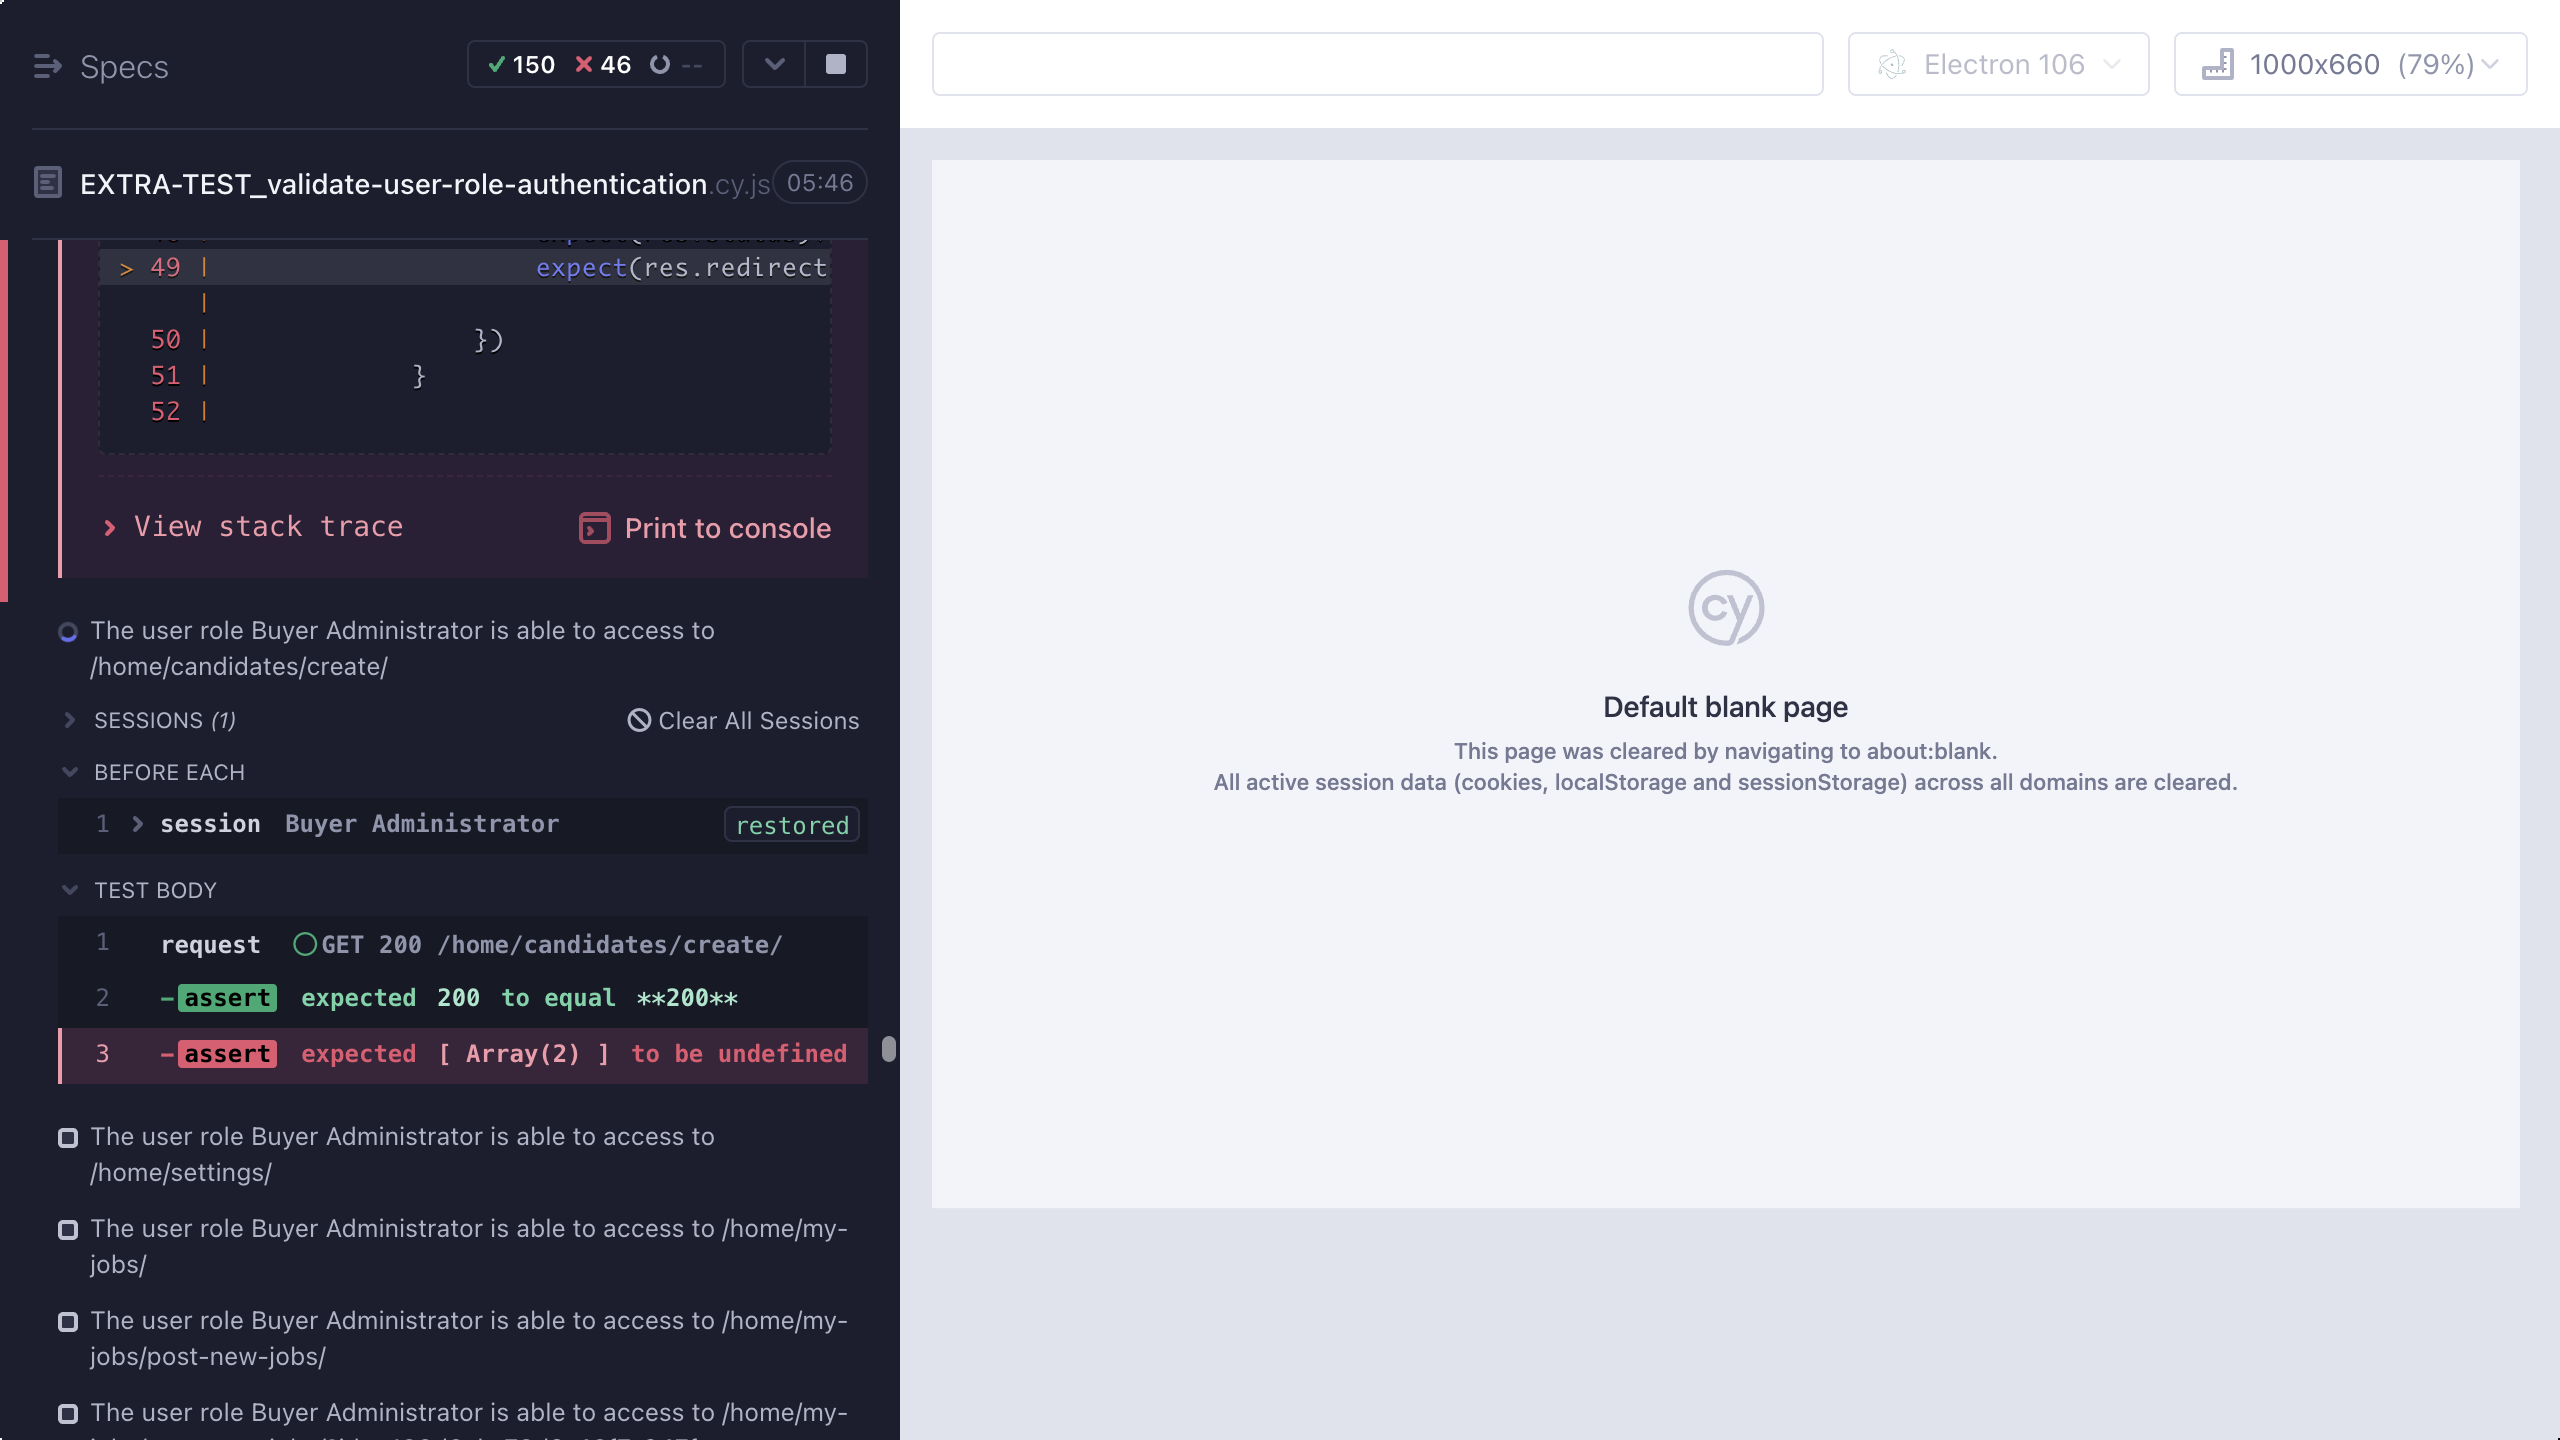 Specs
150 46 --
Electron 106
1000x660 (79%)
EXTRA-TEST_validate-user-role-authentication.cy.js 05:46
> 49 | expect(res.redirect
|
50 | })
51 | }
52 |
View stack trace
Print to console
The user role Buyer Administrator is able to access to
/home/candidates/create/
SESSIONS (1)
Clear All Sessions
BEFORE EACH
1 session Buyer Administrator restored
TEST BODY
1 request GET 200 /home/candidates/create/
2 -assert expected 200 to equal **200**
3 -assert expected [ Array(2) ] to be undefined
The user role Buyer Administrator is able to access to
/home/settings/
The user role Buyer Administrator is able to access to /home/my-
jobs/
The user role Buyer Administrator is able to access to /home/my-
jobs/post-new-jobs/
The user role Buyer Administrator is able to access to /home/my-
cy
Default blank page
This page was cleared by navigating to about:blank.
All active session data (cookies, localStorage and sessionStorage) across all domains are cleared.